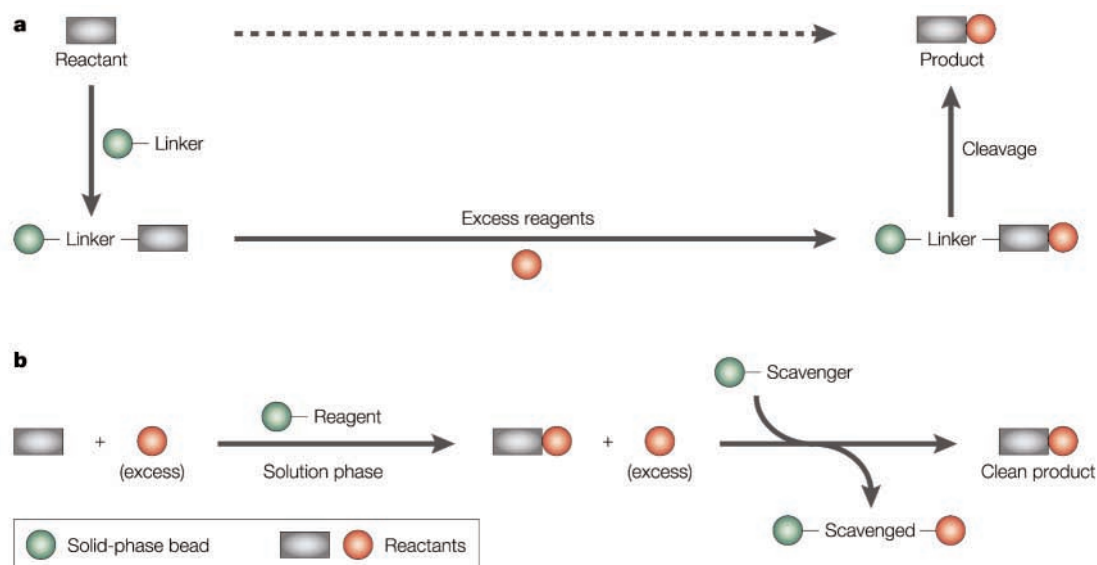 a
Reactant
Product
Linker
Cleavage
Linker
Excess reagents
Linker
b
Scavenger
Reagent
+
(excess)
Solution phase
+
(excess)
Clean product
Scavenged
Solid-phase bead
Reactants